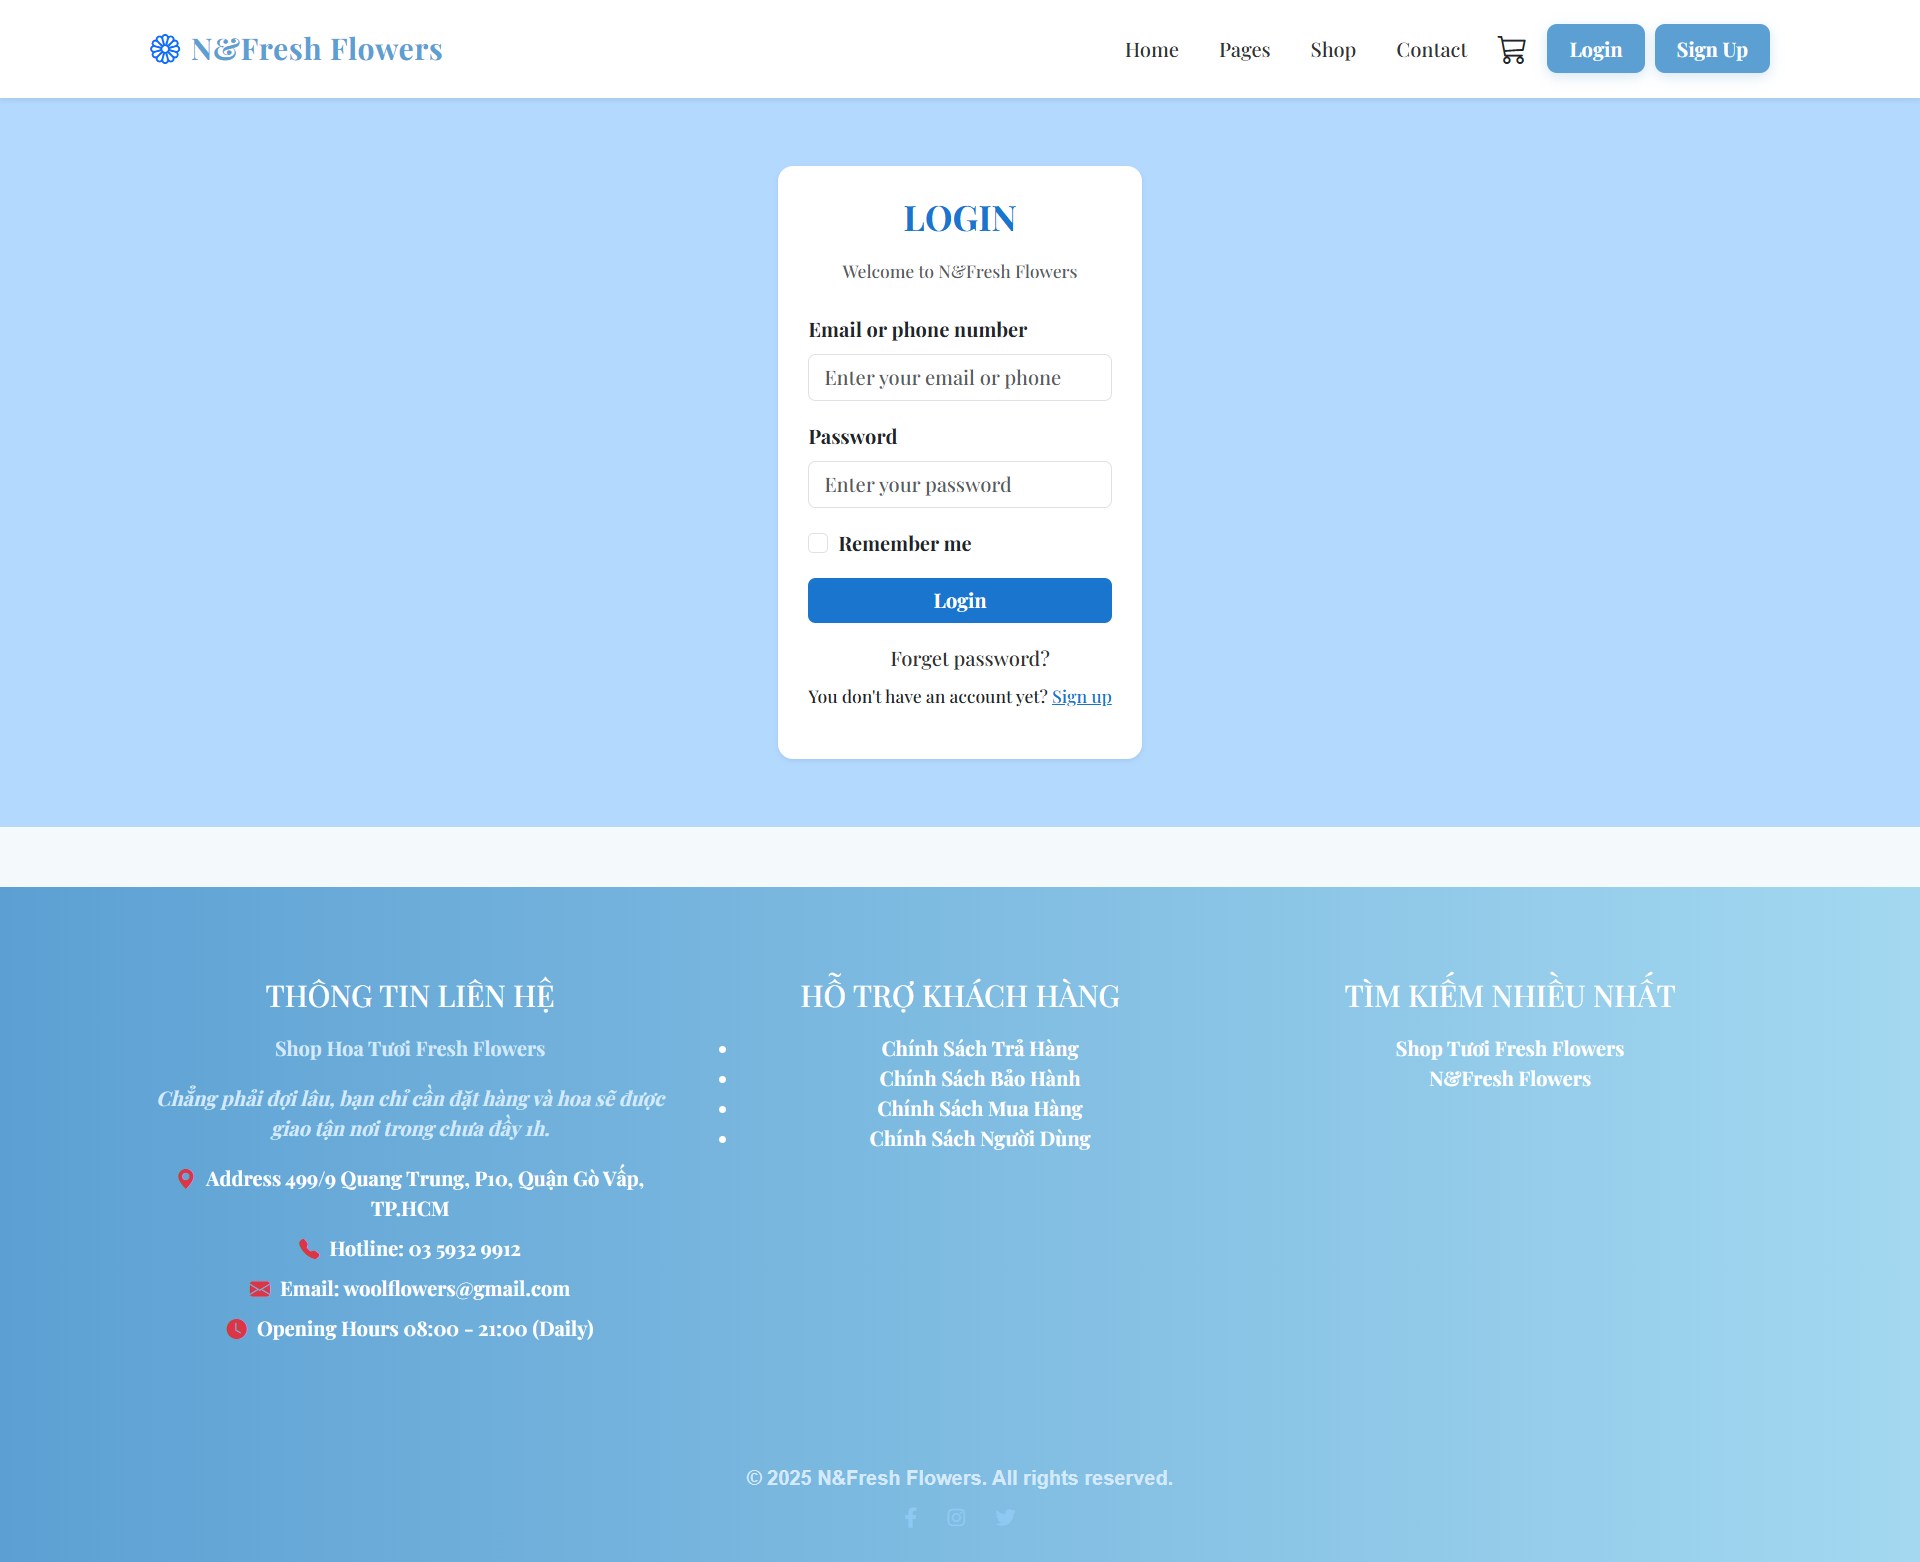 N&Fresh Flowers
Home
Pages
Shop
Contact
Login
Sign Up
LOGIN
Welcome to N&Fresh Flowers
Email or phone number
Enter your email or phone
Password
Enter your password
Remember me
Login
Forget password?
You don't have an account yet? Sign up
THÔNG TIN LIÊN HỆ
Shop Hoa Tươi Fresh Flowers
Chẳng phải đợi lâu, bạn chỉ cần đặt hàng và hoa sẽ được
giao tận nơi trong chưa đầy 1h.
Address 499/9 Quang Trung, P10, Quận Gò Vấp,
TP.HCM
Hotline: 03 5932 9912
Email: woolflowers@gmail.com
Opening Hours 08:00 - 21:00 (Daily)
HỖ TRỢ KHÁCH HÀNG
Chính Sách Trả Hàng
Chính Sách Bảo Hành
Chính Sách Mua Hàng
Chính Sách Người Dùng
TÌM KIẾM NHIỀU NHẤT
Shop Tươi Fresh Flowers
N&Fresh Flowers
© 2025 N&Fresh Flowers. All rights reserved.